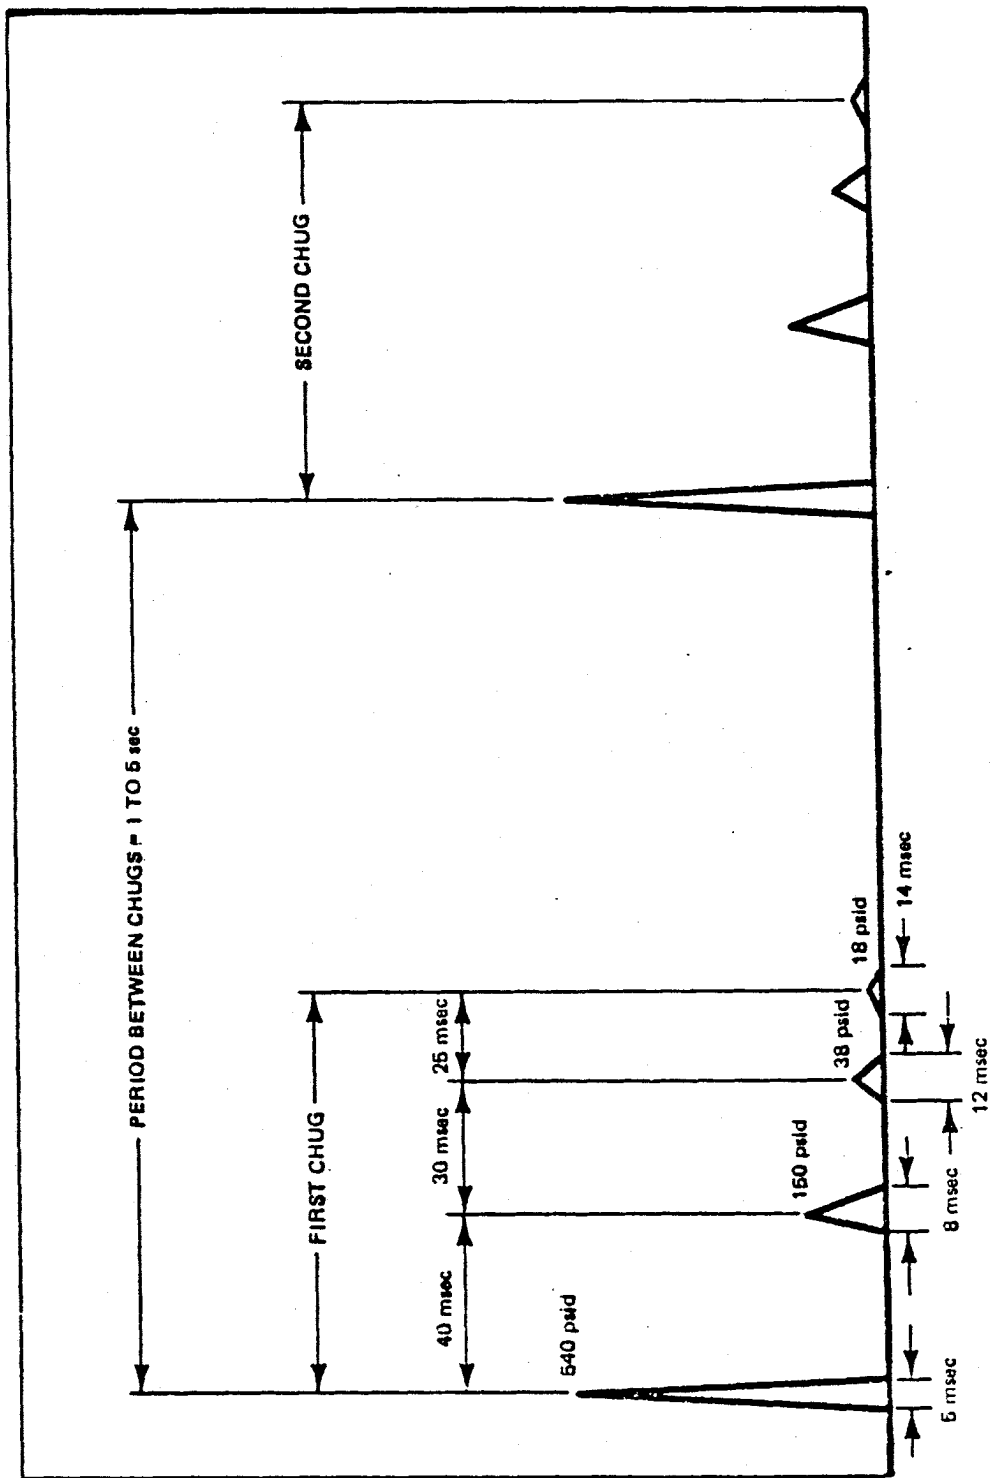 PERIOD BETWEEN CHUGS = 1 TO 5 sec
FIRST CHUG
SECOND CHUG
40 msec
30 msec
25 msec
540 psid
150 psid
38 psid
18 psid
14 msec
5 msec
8 msec
12 msec